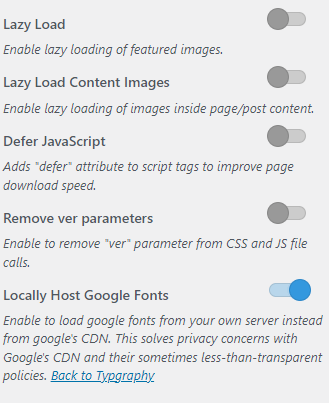 Lazy Load
Enable lazy loading of featured images.
Lazy Load Content Images
Enable lazy loading of images inside page/post content.
Defer JavaScript
Adds "defer" attribute to script tags to improve page
download speed.
Remove ver parameters
Enable to remove "ver" parameter from CSS and JS file
calls.
Locally Host Google Fonts
Enable to load google fonts from your own server instead
from google's CDN. This solves privacy concerns with
Google's CDN and their sometimes less-than-transparent
policies. Back to Typgraphy